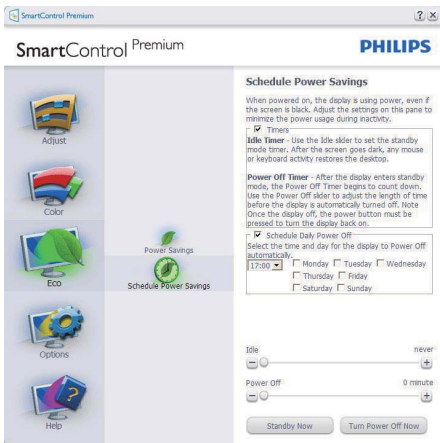 SmartControl Premium
SmartControl Premium
PHILIPS
Adjust
Color
Eco
Options
Help
Power Savings
Schedule Power Savings
Schedule Power Savings
When powered on, the display is using power, even if
the screen is black. Adjust the settings on this pane to
minimize the power usage during inactivity.
Timers
Idle Timer - Use the Idle slider to set the standby
mode timer. After the screen goes dark, any mouse
or keyboard activity restores the desktop.
Power Off Timer - After the display enters standby
mode, the Power Off Timer begins to count down.
Use the Power Off slider to adjust the length of time
before the display is automatically turned off. Note
Once the display off, the power button must be
pressed to turn the display back on.
Schedule Daily Power Off
Select the time and day for the display to Power Off
automatically.
17:00 Monday Tuesday Wednesday
Thursday Friday
Saturday Sunday
Idle never
Power Off 0 minute
Standby Now Turn Power Off Now